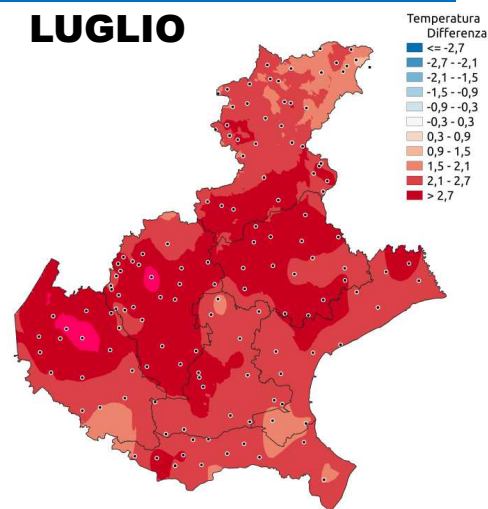 LUGLIO
Temperatura
Differenza
<= -2,7
-2,7 - -2,1
-2,1 - -1,5
-1,5 - -0,9
-0,9 - -0,3
-0,3 - 0,3
0,3 - 0,9
0,9 - 1,5
1,5 - 2,1
2,1 - 2,7
> 2,7